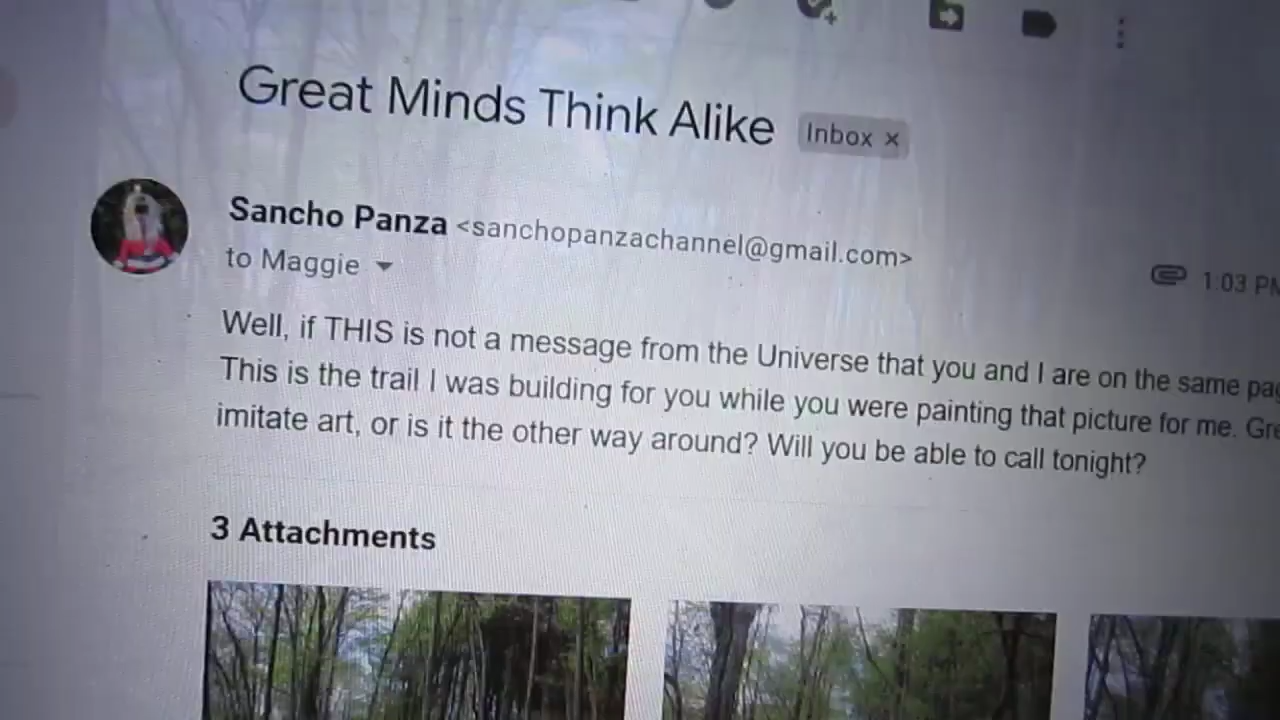 Great Minds Think Alike Inbox ×
Sancho Panza <sanchopanzachannel@gmail.com>
to Maggie
1:03 PM
Well, if THIS is not a message from the Universe that you and I are on the same
This is the trail I was building for you while you were painting that picture for me.
imitate art, or is it the other way around? Will you be able to call tonight?
3 Attachments